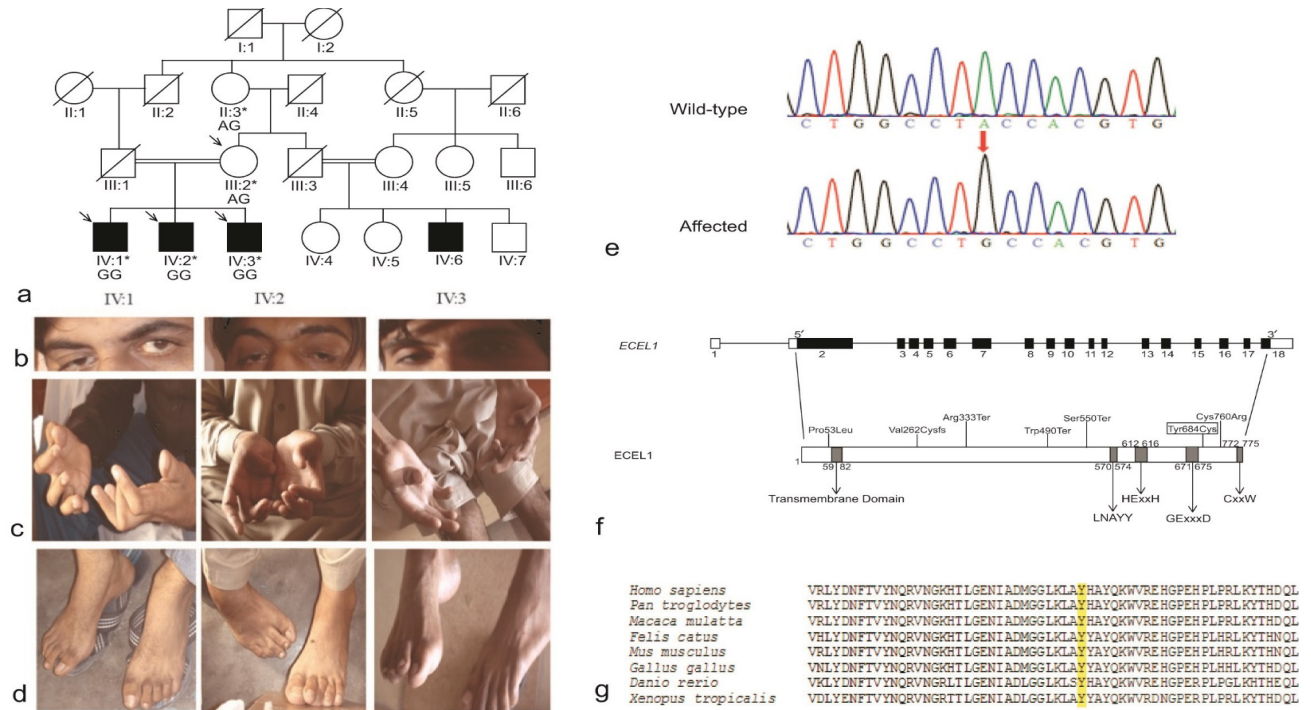 I:1 I:2
II:1 II:2 II:3* II:4 II:5 II:6
AG
III:1 III:2* III:3 III:4 III:5 III:6
AG
IV:1* IV:2* IV:3* IV:4 IV:5 IV:6 IV:7
GG GG GG
a
IV:1 IV:2 IV:3
b
c
d
Wild-type
C T G G C C T A C C A C G T G
Affected
C T G G C C T G C C A C G T G
e
5′ 3′
ECEL1
1 2 3 4 5 6 7 8 9 10 11 12 13 14 15 16 17 18
Arg333Ter Ser550Ter Cys760Arg
Pro53Leu Val262Cysfs Trp490Ter Tyr684Cys
612 616 772 775
ECEL1
1 59 82 570 574 671 675
Transmembrane Domain HExxH CxxW
LNAYY GExxxD
f
Homo sapiens VRLYDNFTVYNQRVNGKHTLGENIADMGGLKLAYHAYQKWVREHGPEHPLPRLKYTHDQL
Pan troglodytes VRLYDNFTVYNQRVNGKHTLGENIADMGGLKLAYHAYQKWVREHGPEHPLPRLKYTHDQL
Macaca mulatta VRLYDNFTVYNQRVNGKHTLGENIADMGGLKLAYHAYQKWVREHGPEHPLPRLKYTHDQL
Felis catus VHLYDNFTVYNQRVNGKHTLGENIADMGGLKLAYYAYQKWVREHGPEHPLHRLKYTHNQL
Mus musculus VRLYDNFTVYNQRVNGKHTLGENIADMGGLKLAYYAYQKWVREHGPEHPLHRLKYTHNQL
Gallus gallus VNLYDNFTVYNQRVNGKHTLGENIADMGGLKLAYYAYQKWVREHGPEHPLHHLKYTHDQL
Danio rerio VKLYDNFTVYNQRVNGRLTLGENIADMGGLKLSYYAYQKWVREHGPERPLPGLKYTHEQL
Xenopus tropicalis VDLYENFTVYNQRVNGRTTLGENIADMGGLKLAYYAYQKWVRDNGPERPLPRLKYTHDQL
g